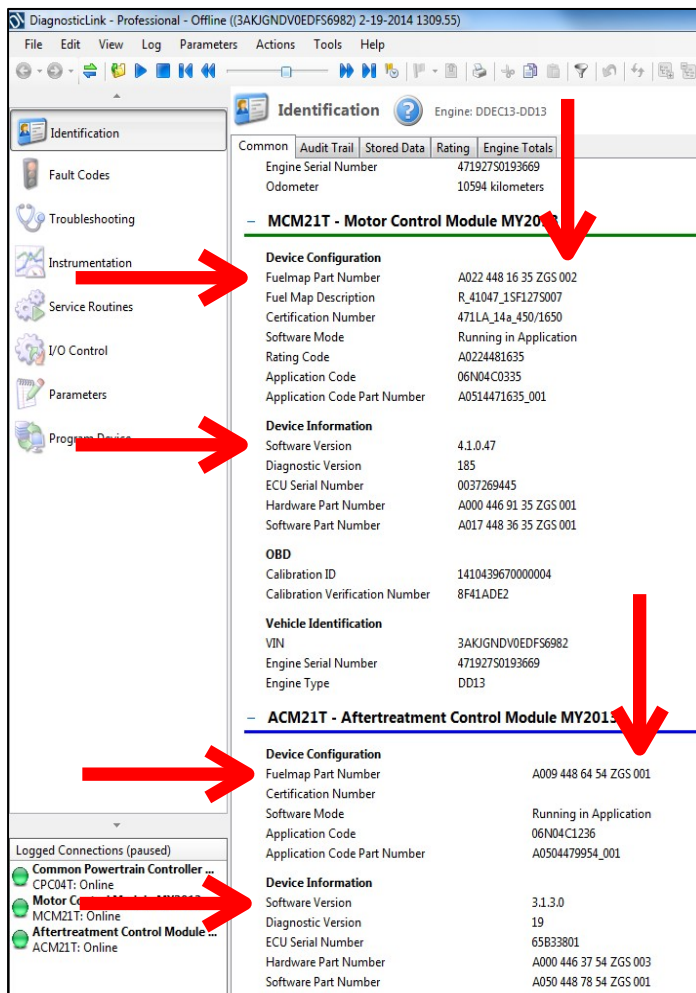 DiagnosticLink - Professional - Offline ((3AKJGNDV0EDFS6982) 2-19-2014 1309.55)
File Edit View Log Parameters Actions Tools Help
Identification
Fault Codes
Troubleshooting
Instrumentation
Service Routines
I/O Control
Parameters
Program Device
Logged Connections (paused)
Common Powertrain Controller ...
CPC04T: Online
Motor Control Module MY2013
MCM21T: Online
Aftertreatment Control Module ...
ACM21T: Online
Identification Engine: DDEC13-DD13
Common Audit Trail Stored Data Rating Engine Totals
Engine Serial Number 471927S0193669
Odometer 10594 kilometers
MCM21T - Motor Control Module MY2013
Device Configuration
Fuelmap Part Number A022 448 16 35 ZGS 002
Fuel Map Description R_41047_1SF127S007
Certification Number 471LA_14a_450/1650
Software Mode Running in Application
Rating Code A0224481635
Application Code 06N04C0335
Application Code Part Number A0514471635_001
Device Information
Software Version 4.1.0.47
Diagnostic Version 185
ECU Serial Number 0037269445
Hardware Part Number A000 446 91 35 ZGS 001
Software Part Number A017 448 36 35 ZGS 001
OBD
Calibration ID 1410439670000004
Calibration Verification Number 8F41ADE2
Vehicle Identification
VIN 3AKJGNDV0EDFS6982
Engine Serial Number 471927S0193669
Engine Type DD13
ACM21T - Aftertreatment Control Module MY2013
Device Configuration
Fuelmap Part Number A009 448 64 54 ZGS 001
Certification Number
Software Mode Running in Application
Application Code 06N04C1236
Application Code Part Number A0504479954_001
Device Information
Software Version 3.1.3.0
Diagnostic Version 19
ECU Serial Number 65B33801
Hardware Part Number A000 446 37 54 ZGS 003
Software Part Number A050 448 78 54 ZGS 001